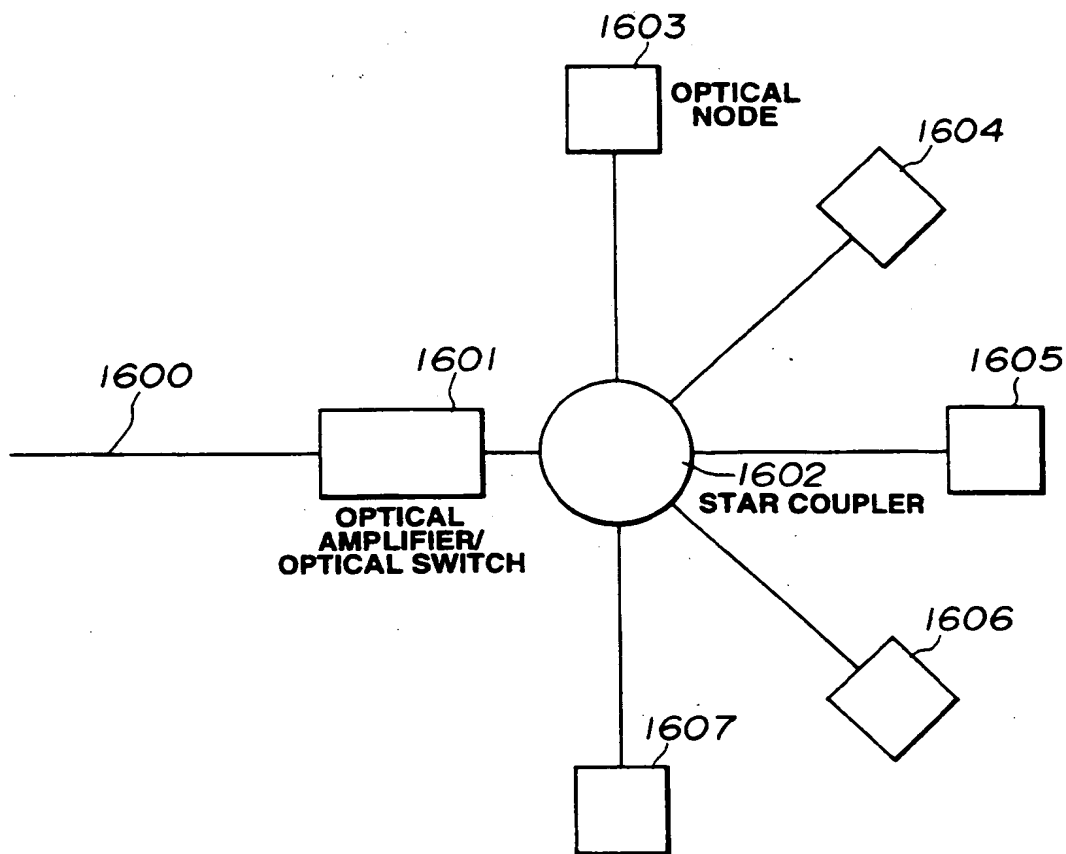 1603
OPTICAL
NODE
1604
1605
1600
1601
1602
STAR COUPLER
OPTICAL
AMPLIFIER/
OPTICAL SWITCH
1606
1607